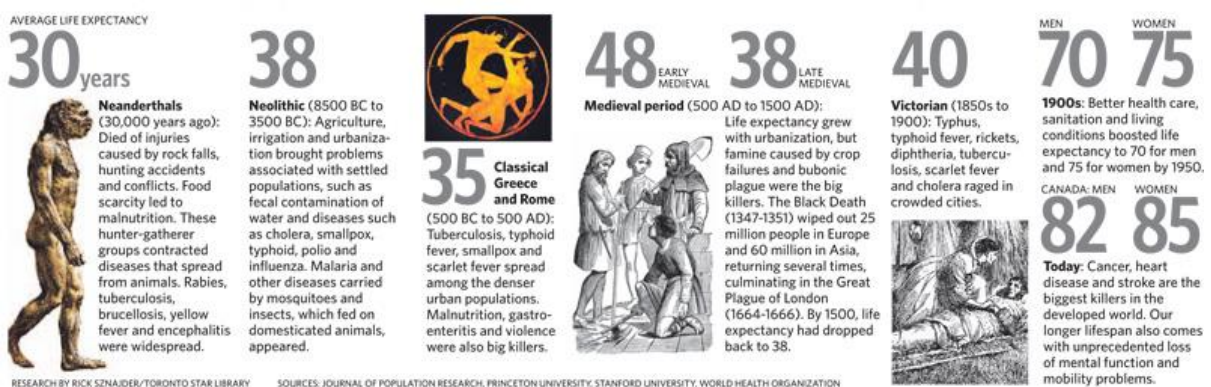 AVERAGE LIFE EXPECTANCY
30 years
Neanderthals
(30,000 years ago):
Died of injuries
caused by rock falls,
hunting accidents
and conflicts. Food
scarcity led to
malnutrition. These
hunter-gatherer
groups contracted
diseases that spread
from animals. Rabies,
tuberculosis,
brucellosis, yellow
fever and encephalitis
were widespread.
38
Neolithic (8500 BC to
3500 BC): Agriculture,
irrigation and urbaniza-
tion brought problems
associated with settled
populations, such as
fecal contamination of
water and diseases such
as cholera, smallpox,
typhoid, polio and
influenza. Malaria and
other diseases carried
by mosquitoes and
insects, which fed on
domesticated animals,
appeared.
35 Classical
Greece
and Rome
(500 BC to 500 AD):
Tuberculosis, typhoid
fever, smallpox and
scarlet fever spread
among the denser
urban populations.
Malnutrition, gastro-
enteritis and violence
were also big killers.
48 EARLY
MEDIEVAL
38 LATE
MEDIEVAL
Medieval period (500 AD to 1500 AD):
Life expectancy grew
with urbanization, but
famine caused by crop
failures and bubonic
plague were the big
killers. The Black Death
(1347-1351) wiped out 25
million people in Europe
and 60 million in Asia,
returning several times,
culminating in the Great
Plague of London
(1664-1666). By 1500, life
expectancy had dropped
back to 38.
40
Victorian (1850s to
1900): Typhus,
typhoid fever, rickets,
diphtheria, tubercu-
losis, scarlet fever
and cholera raged in
crowded cities.
MEN WOMEN
70 75
1900s: Better health care,
sanitation and living
conditions boosted life
expectancy to 70 for men
and 75 for women by 1950.
CANADA: MEN WOMEN
82 85
Today: Cancer, heart
disease and stroke are the
biggest killers in the
developed world. Our
longer lifespan also comes
with unprecedented loss
of mental function and
mobility problems.
RESEARCH BY RICK SZNAJDER/TORONTO STAR LIBRARY SOURCES: JOURNAL OF POPULATION RESEARCH, PRINCETON UNIVERSITY, STANFORD UNIVERSITY, WORLD HEALTH ORGANIZATION